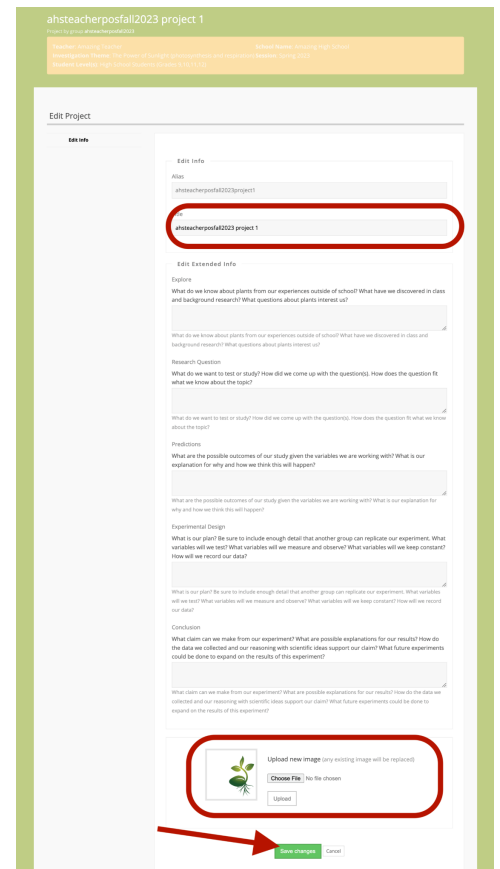 ahsteacherposfall2023 project 1
Project by group ahsteacherposfall2023
Teacher: Amazing Teacher School Name: Amazing High School
Session: Spring 2023
Edit Project
Edit Info
Edit Info
Alias
ahsteacherposfall2023project1
ahsteacherposfall2023 project 1
Edit Extended Info
Explore
What do we know about plants from our experiences outside of school? What have we discovered in class
and background research? What questions about plants interest us?
What do we know about plants from our experiences outside of school? What have we discovered in class and
background research? What questions about plants interest us?
Research Question
What do we want to test or study? How did we come up with the question(s). How does the question fit
what we know about the topic?
What do we want to test or study? How did we come up with the question(s). How does the question fit what we know
about the topic?
Predictions
What are the possible outcomes of our study given the variables we are working with? What is our
explanation for why and how we think this will happen?
What are the possible outcomes of our study given the variables we are working with? What is our explanation for
why and how we think this will happen?
Experimental Design
What is our plan? Be sure to include enough detail that another group can replicate our experiment. What
variables will we test? What variables will we measure and observe? What variables will we keep constant?
How will we record our data?
What is our plan? Be sure to include enough detail that another group can replicate our experiment. What variables
will we test? What variables will we measure and observe? What variables will we keep constant? How will we record
our data?
Conclusion
What claim can we make from our experiment? What are possible explanations for our results? How do
the data we collected and our reasoning with scientific ideas support our claim? What future experiments
could be done to expand on the results of this experiment?
What claim can we make from our experiment? What are possible explanations for our results? How do the data we
collected and our reasoning with scientific ideas support our claim? What future experiments could be done to
expand on the results of this experiment?
Upload new image (any existing image will be replaced)
Choose File No file chosen
Upload
Save changes Cancel